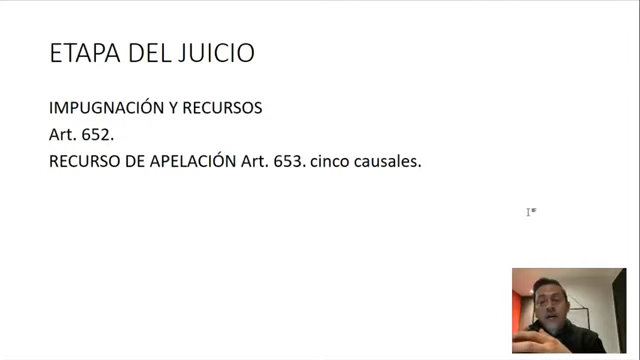 ETAPA DEL JUICIO
IMPUGNACIÓN Y RECURSOS
Art. 652.
RECURSO DE APELACIÓN Art. 653. cinco causales.